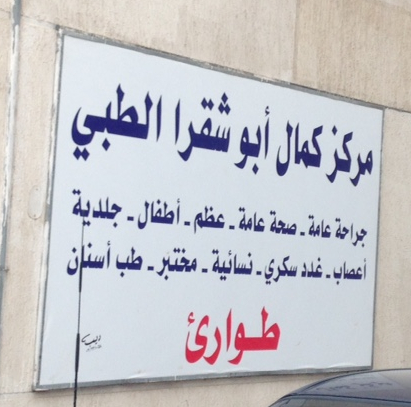 مركز كمال أبو شقرا الطبي
جراحة عامة - صحة عامة - عظم - أطفال - جلدية
أعصاب - غدد سكري - نسائية - مختبر - طب أسنان
طوارئ